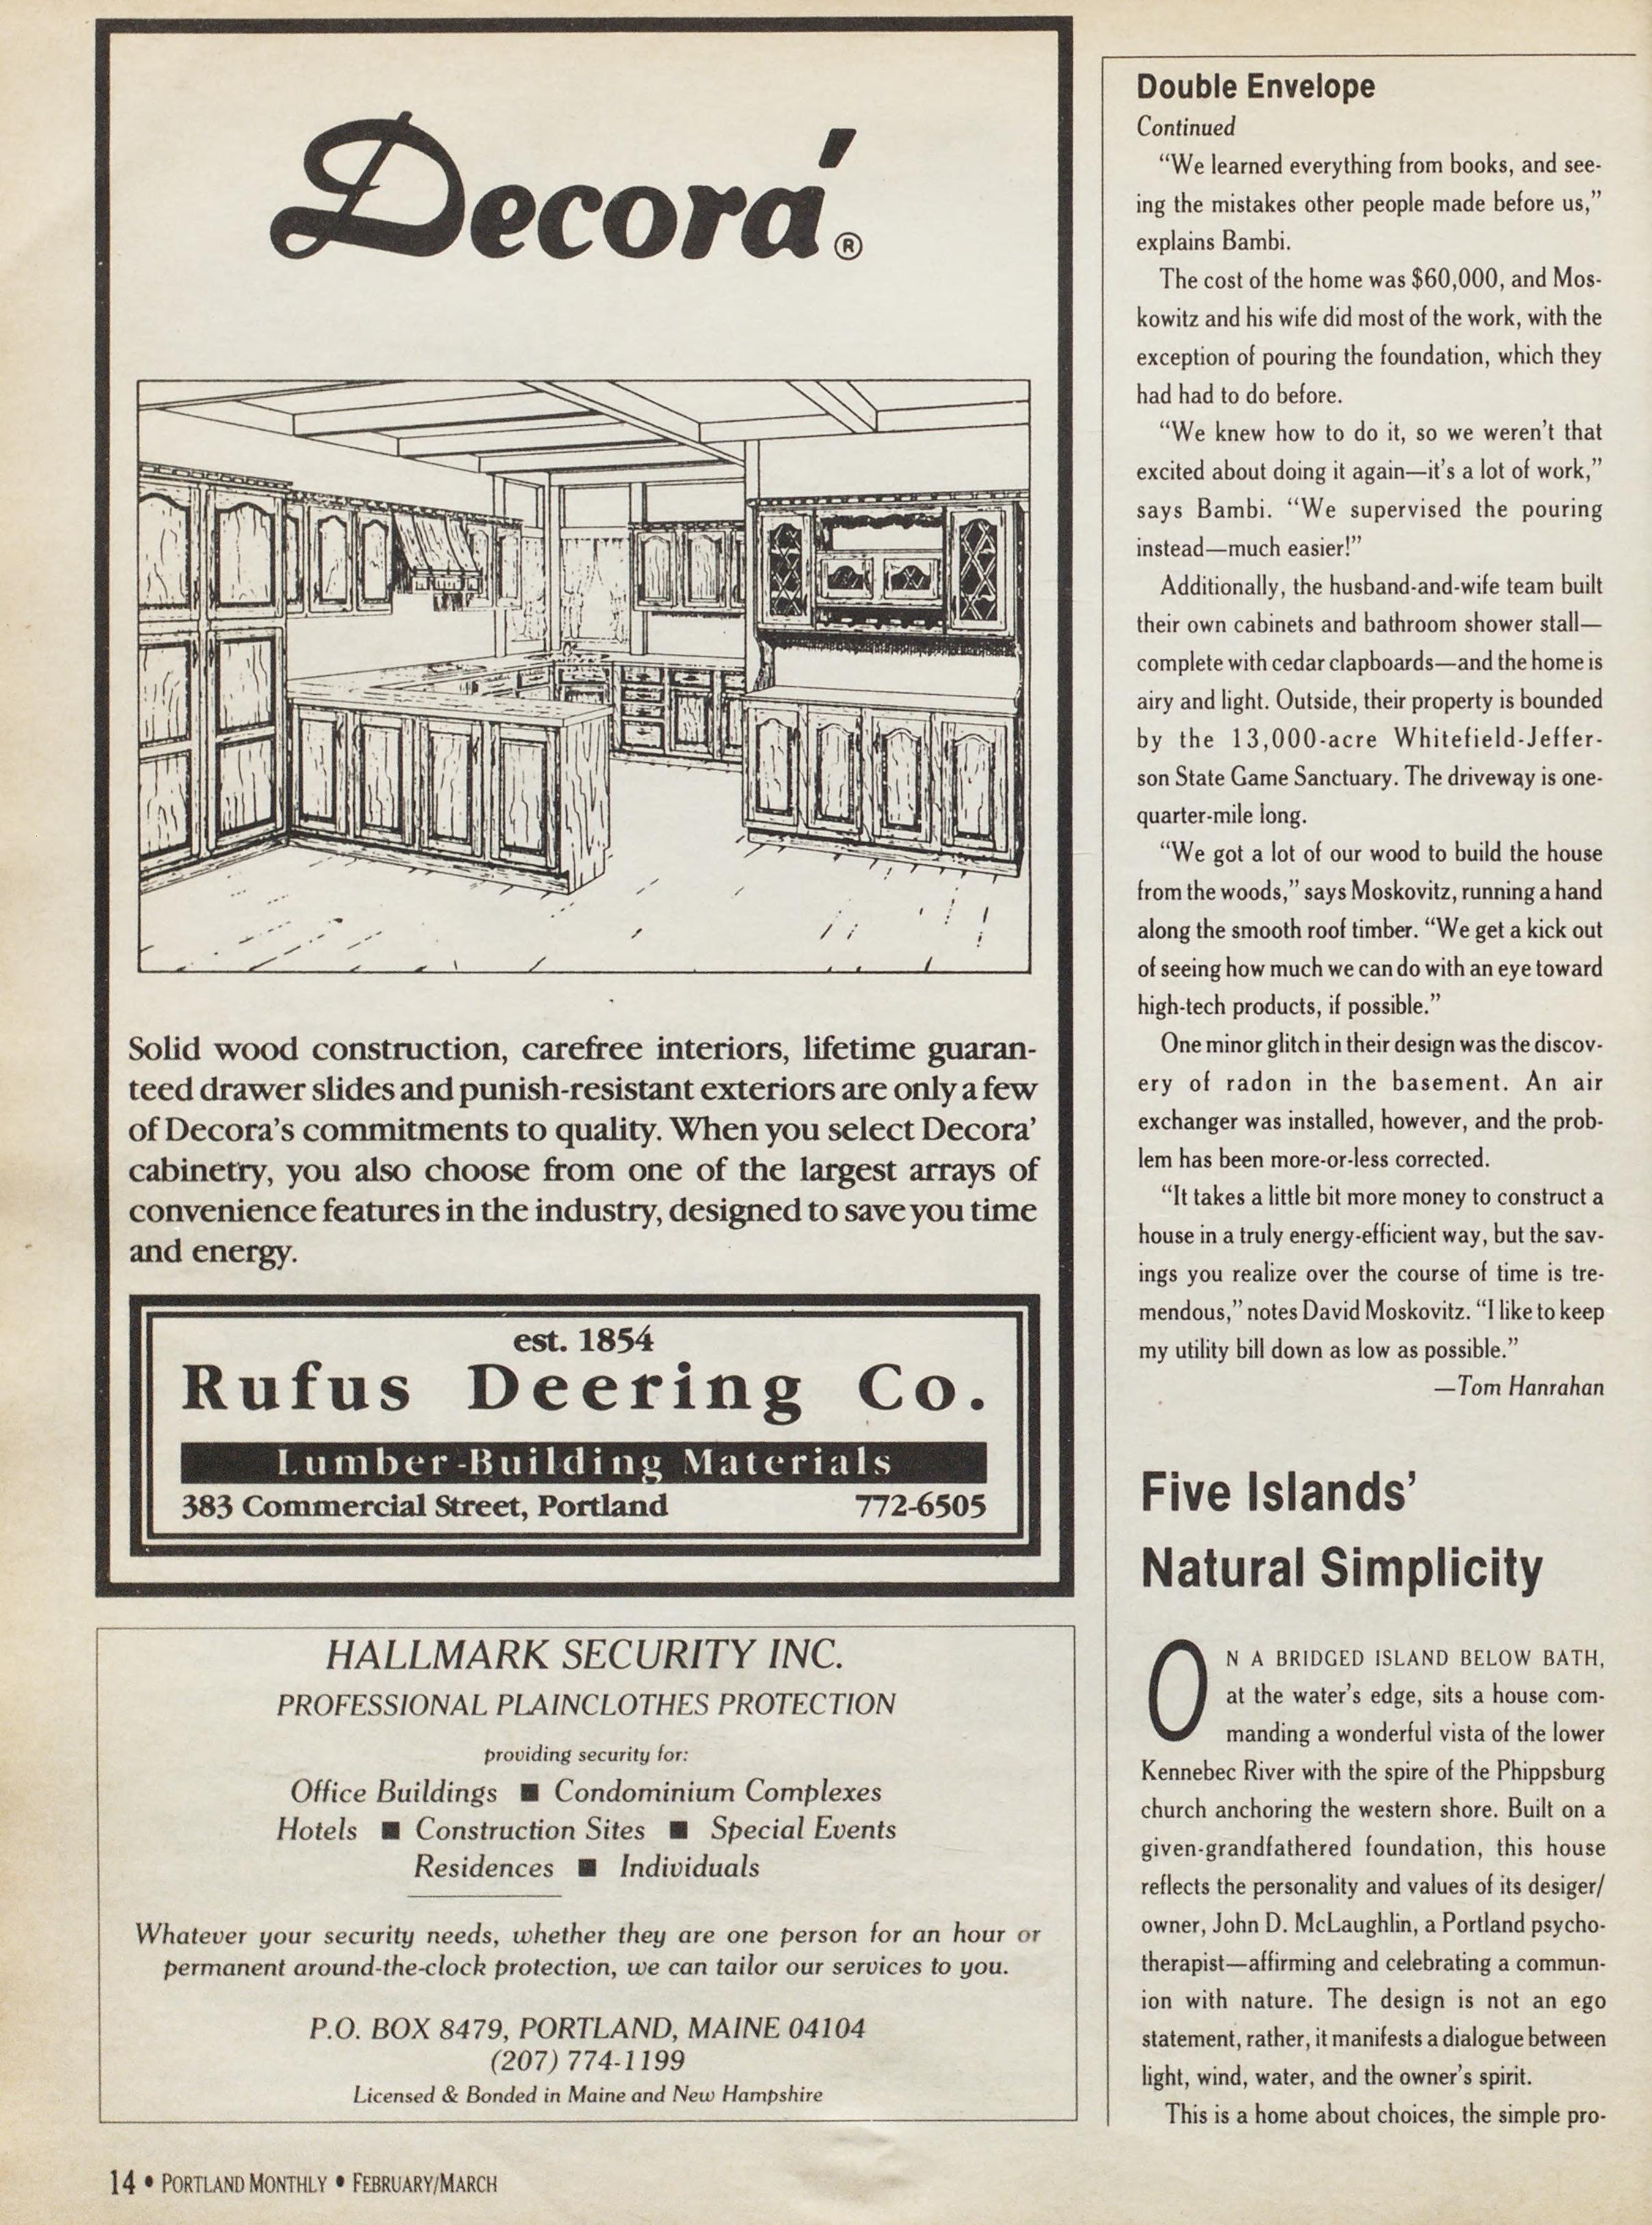 Decorá®
Solid wood construction, carefree interiors, lifetime guaran-
teed drawer slides and punish-resistant exteriors are only a few
of Decora's commitments to quality. When you select Decora'
cabinetry, you also choose from one of the largest arrays of
convenience features in the industry, designed to save you time
and energy.
est. 1854
Rufus Deering Co.
Lumber-Building Materials
383 Commercial Street, Portland 772-6505
HALLMARK SECURITY INC.
PROFESSIONAL PLAINCLOTHES PROTECTION
providing security for:
Office Buildings ■ Condominium Complexes
Hotels ■ Construction Sites ■ Special Events
Residences ■ Individuals
Whatever your security needs, whether they are one person for an hour or
permanent around-the-clock protection, we can tailor our services to you.
P.O. BOX 8479, PORTLAND, MAINE 04104
(207) 774-1199
Licensed & Bonded in Maine and New Hampshire
Double Envelope
Continued
"We learned everything from books, and see-
ing the mistakes other people made before us,"
explains Bambi.
The cost of the home was $60,000, and Mos-
kowitz and his wife did most of the work, with the
exception of pouring the foundation, which they
had had to do before.
"We knew how to do it, so we weren't that
excited about doing it again—it's a lot of work,"
says Bambi. "We supervised the pouring
instead—much easier!"
Additionally, the husband-and-wife team built
their own cabinets and bathroom shower stall—
complete with cedar clapboards—and the home is
airy and light. Outside, their property is bounded
by the 13,000-acre Whitefield-Jeffer-
son State Game Sanctuary. The driveway is one-
quarter-mile long.
"We got a lot of our wood to build the house
from the woods," says Moskovitz, running a hand
along the smooth roof timber. "We get a kick out
of seeing how much we can do with an eye toward
high-tech products, if possible."
One minor glitch in their design was the discov-
ery of radon in the basement. An air
exchanger was installed, however, and the prob-
lem has been more-or-less corrected.
"It takes a little bit more money to construct a
house in a truly energy-efficient way, but the sav-
ings you realize over the course of time is tre-
mendous," notes David Moskovitz. "I like to keep
my utility bill down as low as possible."
—Tom Hanrahan
Five Islands'
Natural Simplicity
ON A BRIDGED ISLAND BELOW BATH,
at the water's edge, sits a house com-
manding a wonderful vista of the lower
Kennebec River with the spire of the Phippsburg
church anchoring the western shore. Built on a
given-grandfathered foundation, this house
reflects the personality and values of its desiger/
owner, John D. McLaughlin, a Portland psycho-
therapist—affirming and celebrating a commun-
ion with nature. The design is not an ego
statement, rather, it manifests a dialogue between
light, wind, water, and the owner's spirit.
This is a home about choices, the simple pro-
14 • PORTLAND MONTHLY • FEBRUARY/MARCH